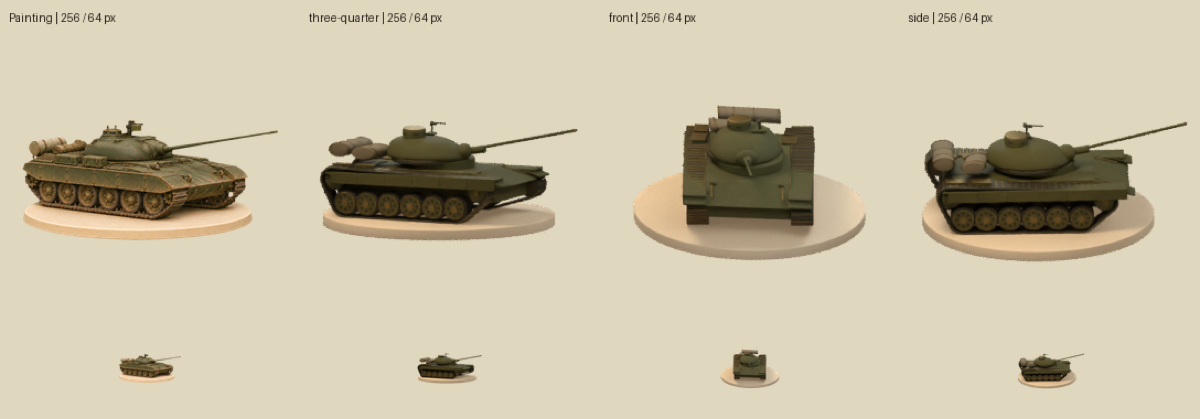 Painting | 256 / 64 px
three-quarter | 256 / 64 px
front | 256 / 64 px
side | 256 / 64 px